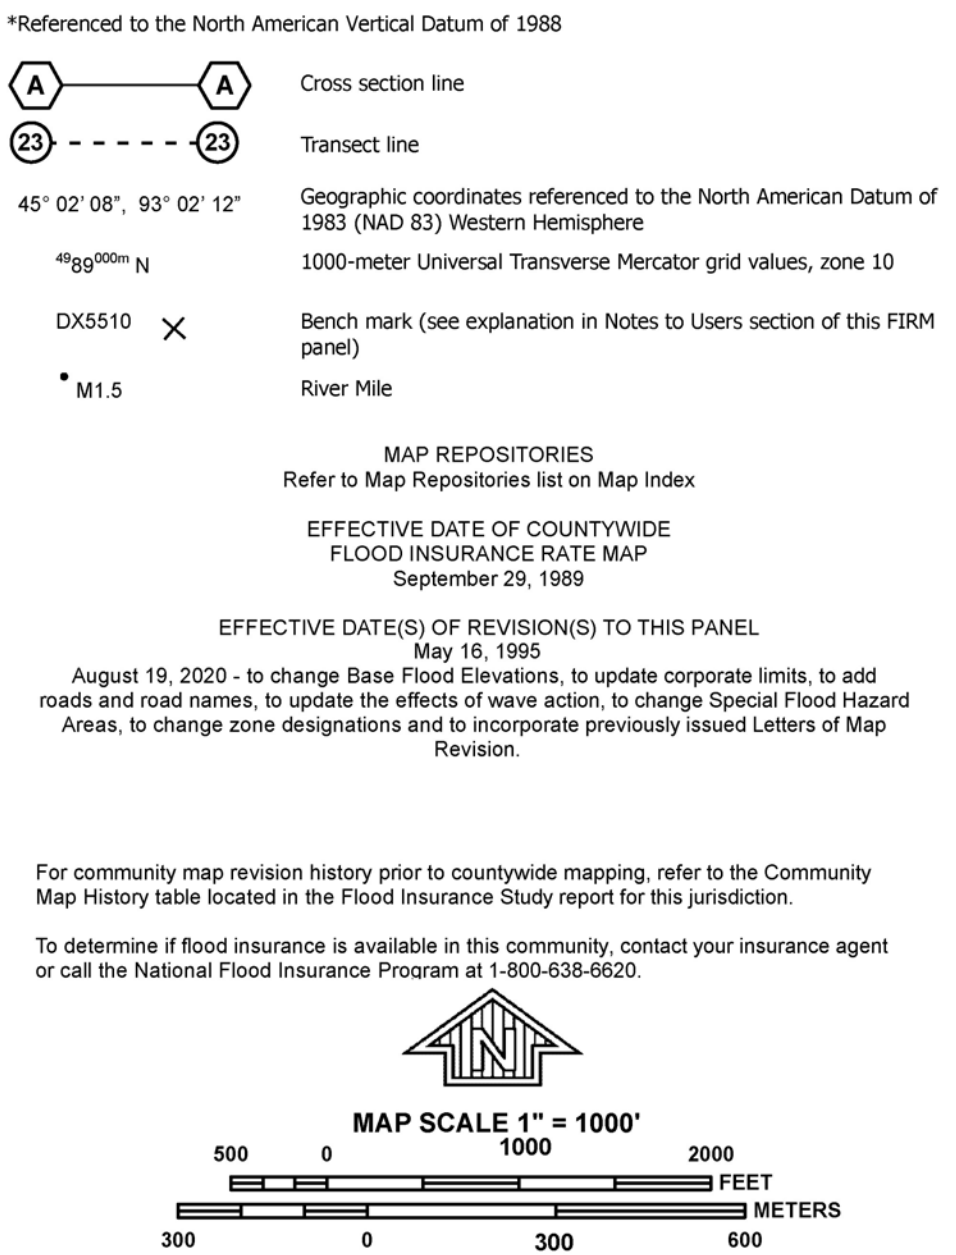 *Referenced to the North American Vertical Datum of 1988
A A Cross section line
23 23 Transect line
45° 02' 08", 93° 02' 12" Geographic coordinates referenced to the North American Datum of
1983 (NAD 83) Western Hemisphere
4989000m N 1000-meter Universal Transverse Mercator grid values, zone 10
DX5510 Bench mark (see explanation in Notes to Users section of this FIRM
panel)
M1.5 River Mile
MAP REPOSITORIES
Refer to Map Repositories list on Map Index
EFFECTIVE DATE OF COUNTYWIDE
FLOOD INSURANCE RATE MAP
September 29, 1989
EFFECTIVE DATE(S) OF REVISION(S) TO THIS PANEL
May 16, 1995
August 19, 2020 - to change Base Flood Elevations, to update corporate limits, to add
roads and road names, to update the effects of wave action, to change Special Flood Hazard
Areas, to change zone designations and to incorporate previously issued Letters of Map
Revision.
For community map revision history prior to countywide mapping, refer to the Community
Map History table located in the Flood Insurance Study report for this jurisdiction.
To determine if flood insurance is available in this community, contact your insurance agent
or call the National Flood Insurance Program at 1-800-638-6620.
N
MAP SCALE 1" = 1000'
500 0 1000 2000
FEET
METERS
300 0 300 600